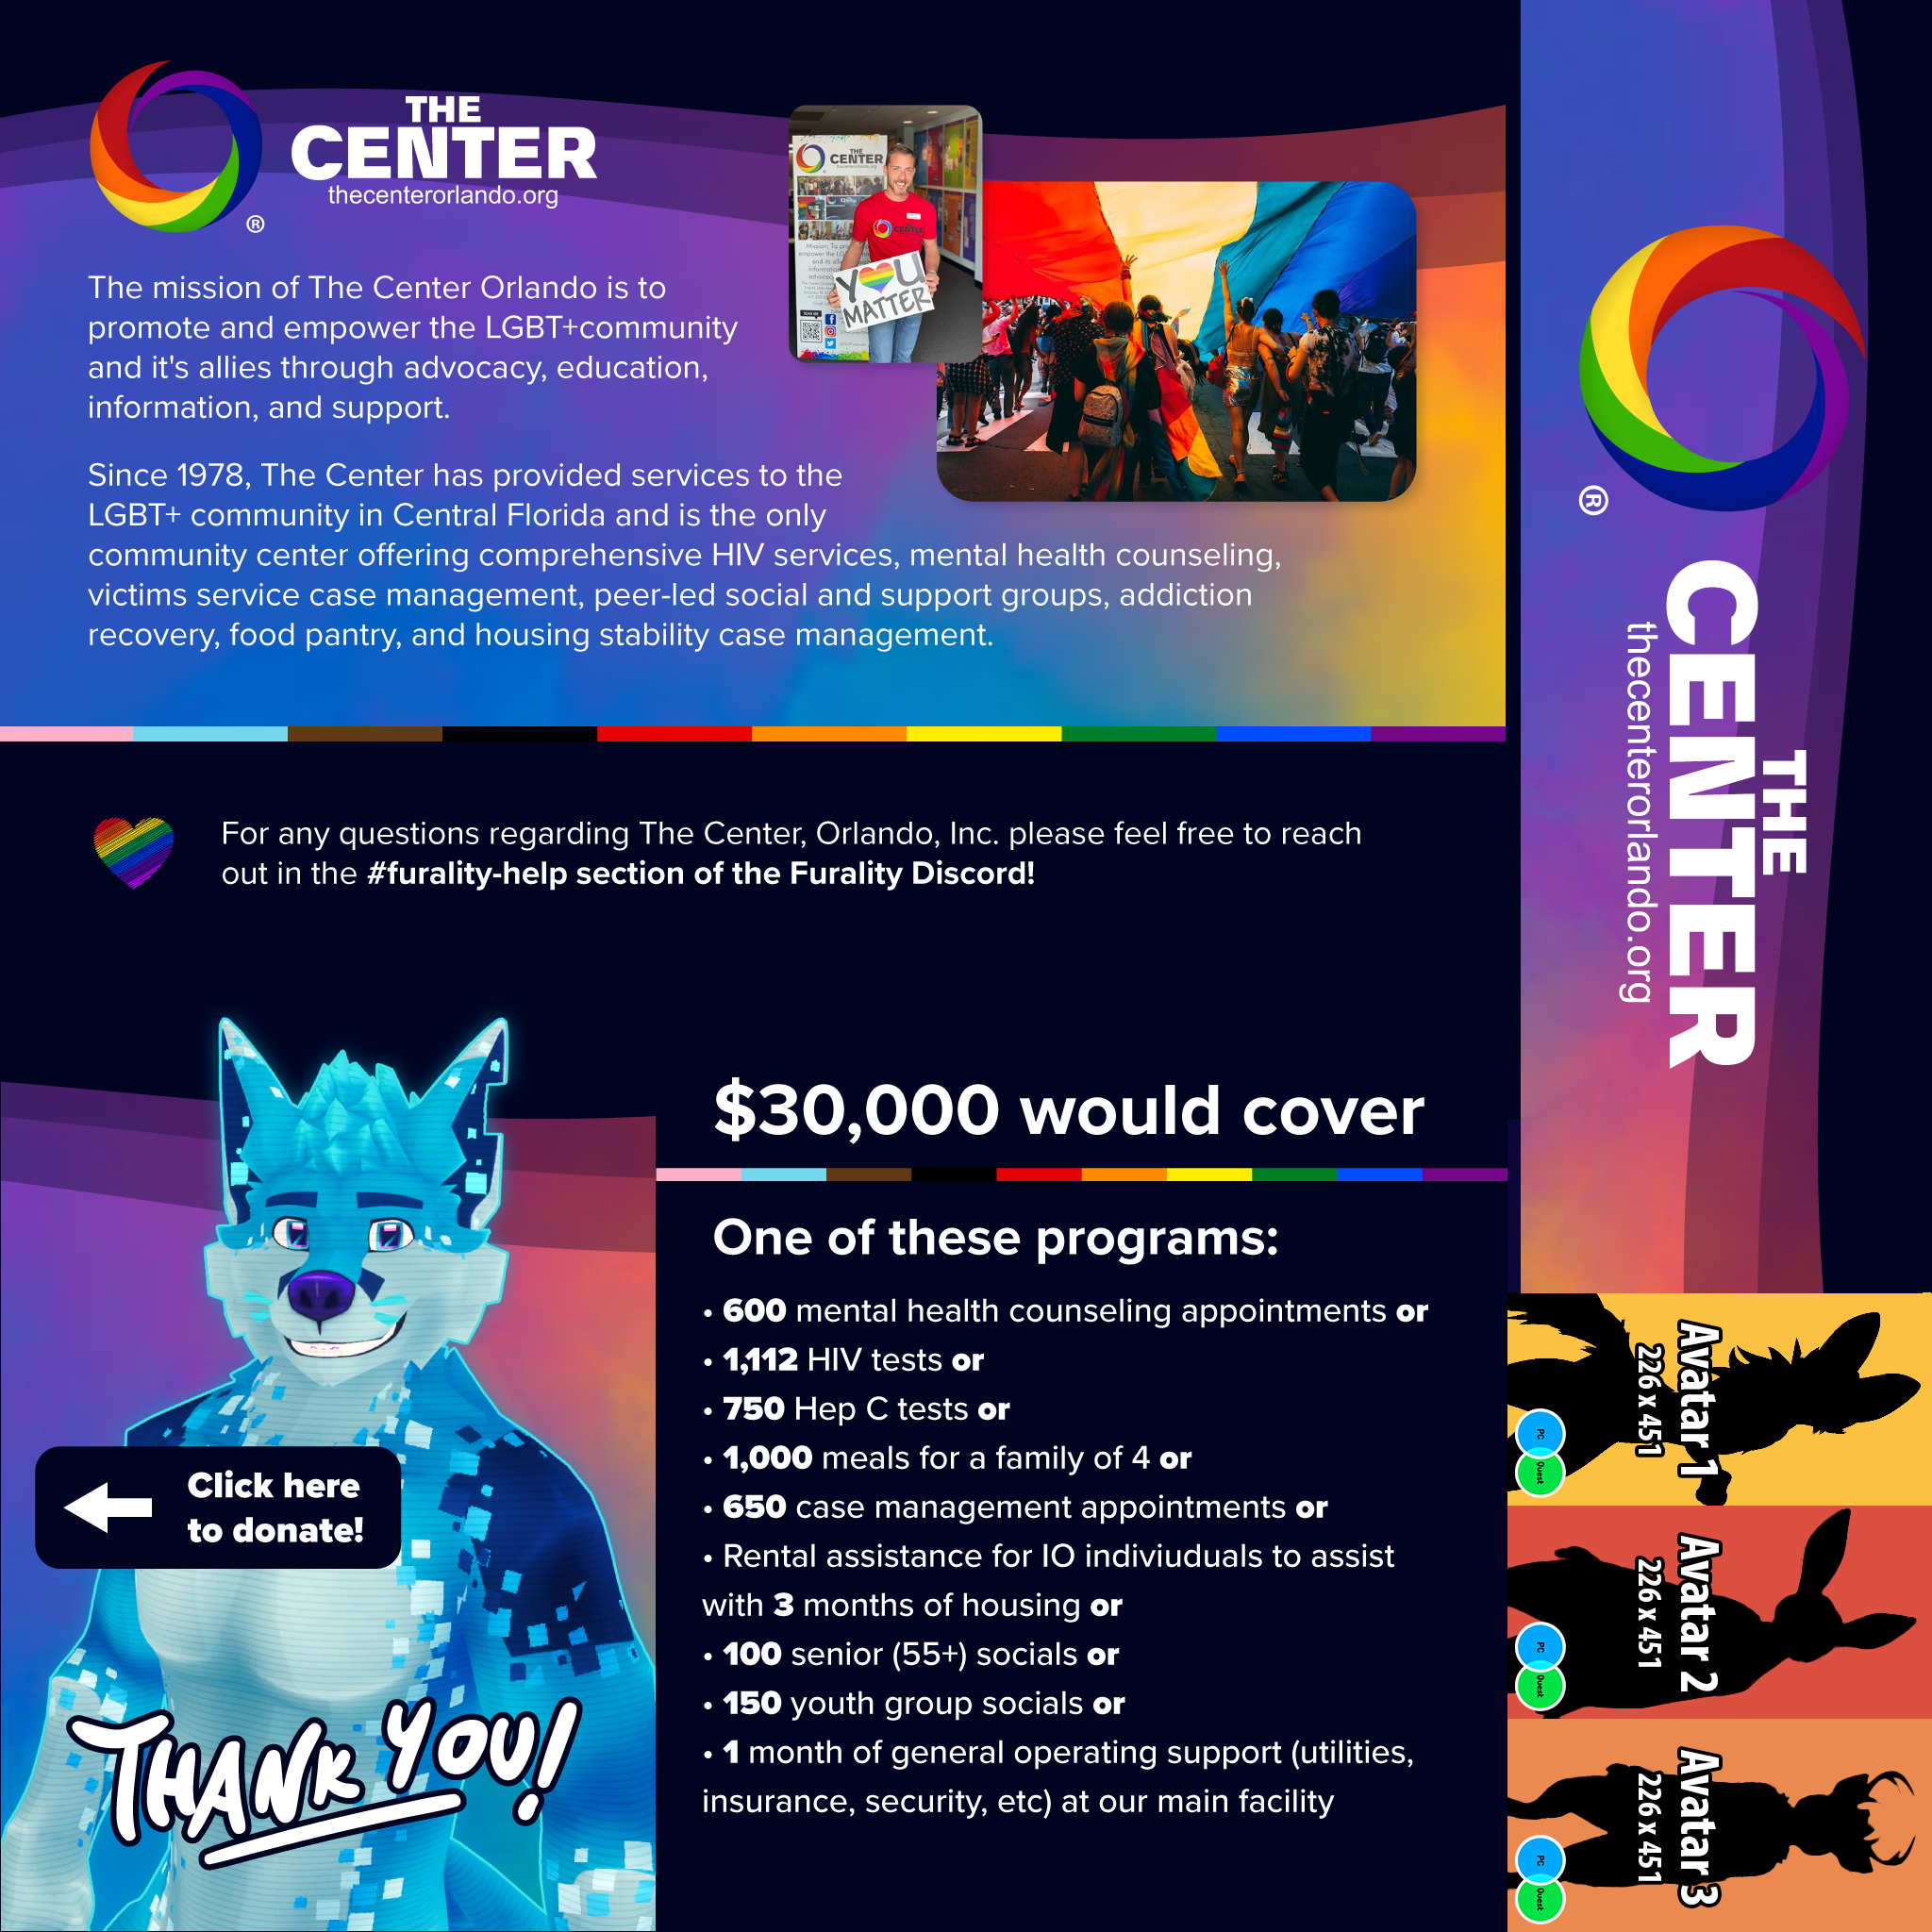 THE
CENTER
thecenterorlando.org
®
The mission of The Center Orlando is to
promote and empower the LGBT+community
and it's allies through advocacy, education,
information, and support.
Since 1978, The Center has provided services to the
LGBT+ community in Central Florida and is the only
community center offering comprehensive HIV services, mental health counseling,
victims service case management, peer-led social and support groups, addiction
recovery, food pantry, and housing stability case management.
THE
CENTER
CENTER
YOU
MATTER
For any questions regarding The Center, Orlando, Inc. please feel free to reach
out in the #furality-help section of the Furality Discord!
$30,000 would cover
One of these programs:
• 600 mental health counseling appointments or
• 1,112 HIV tests or
• 750 Hep C tests or
• 1,000 meals for a family of 4 or
• 650 case management appointments or
• Rental assistance for IO indiviuduals to assist
with 3 months of housing or
• 100 senior (55+) socials or
• 150 youth group socials or
• 1 month of general operating support (utilities,
insurance, security, etc) at our main facility
Click here
to donate!
THANK YOU!
®
THE
CENTER
thecenterorlando.org
Avatar 1
226 x 451
PC
Quest
Avatar 2
226 x 451
PC
Quest
Avatar 3
226 x 451
PC
Quest